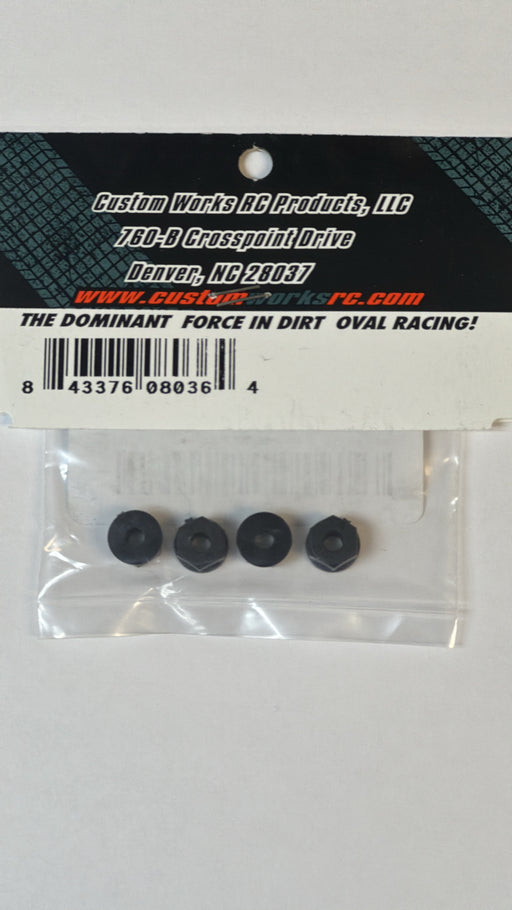 Custom Works RC Products, LLC
760-B Crosspoint Drive
Denver, NC 28037
www.customworksrc.com
THE DOMINANT FORCE IN DIRT OVAL RACING!
8 43376 08036 4